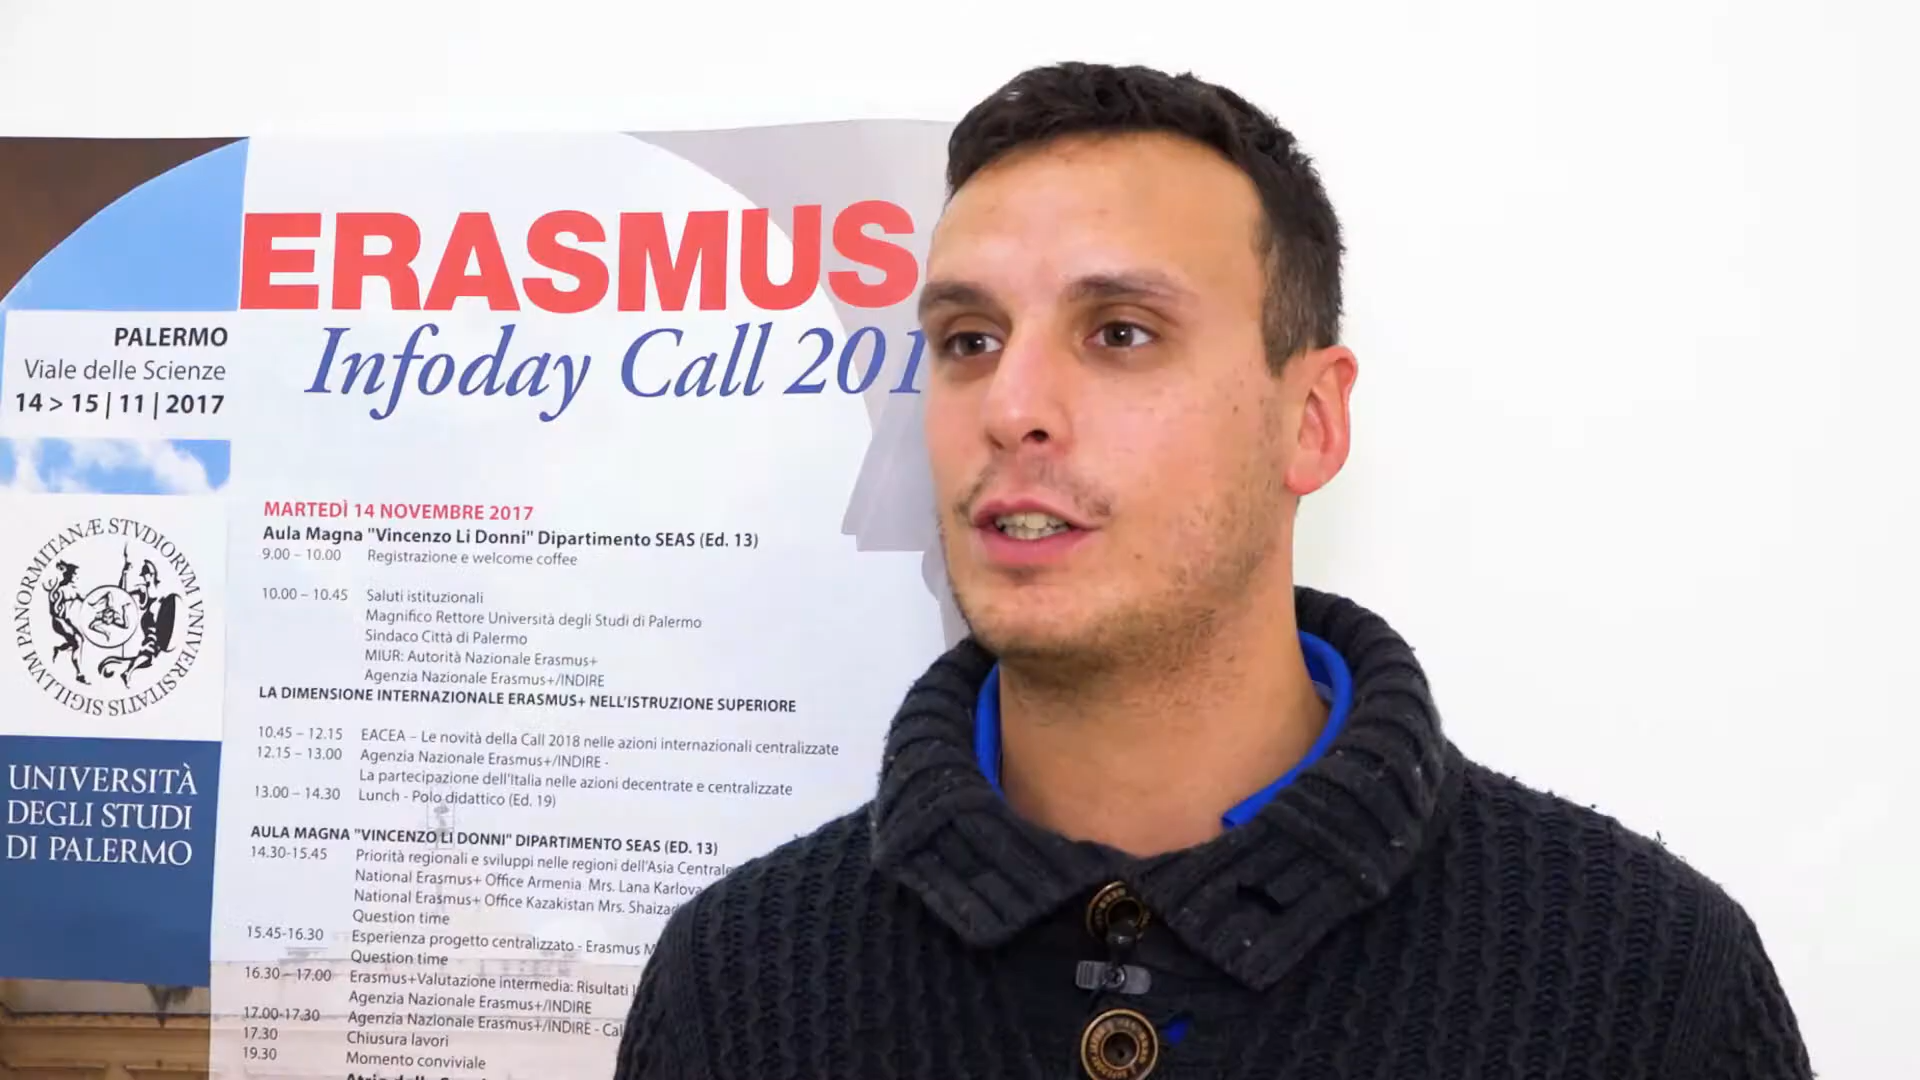 ERASMUS
Infoday Call 201
PALERMO
Viale delle Scienze
14 > 15 | 11 | 2017
SIGILLVM PANORMITANÆ STVDIORVM VNIVERSITATIS
UNIVERSITÀ
DEGLI STUDI
DI PALERMO
MARTEDÌ 14 NOVEMBRE 2017
Aula Magna "Vincenzo Li Donni" Dipartimento SEAS (Ed. 13)
9.00 – 10.00 Registrazione e welcome coffee
10.00 – 10.45 Saluti istituzionali
Magnifico Rettore Università degli Studi di Palermo
Sindaco Città di Palermo
MIUR: Autorità Nazionale Erasmus+
Agenzia Nazionale Erasmus+/INDIRE
LA DIMENSIONE INTERNAZIONALE ERASMUS+ NELL'ISTRUZIONE SUPERIORE
10.45 – 12.15 EACEA – Le novità della Call 2018 nelle azioni internazionali centralizzate
12.15 – 13.00 Agenzia Nazionale Erasmus+/INDIRE -
La partecipazione dell'Italia nelle azioni decentrate e centralizzate
13.00 – 14.30 Lunch - Polo didattico (Ed. 19)
AULA MAGNA "VINCENZO LI DONNI" DIPARTIMENTO SEAS (ED. 13)
14.30-15.45 Priorità regionali e sviluppi nelle regioni dell'Asia Centrale
National Erasmus+ Office Armenia Mrs. Lana Karlova
National Erasmus+ Office Kazakistan Mrs. Shaizar
Question time
15.45-16.30 Esperienza progetto centralizzato - Erasmus M
Question time
16.30 – 17.00 Erasmus+Valutazione intermedia: Risultati
Agenzia Nazionale Erasmus+/INDIRE
17.00-17.30 Agenzia Nazionale Erasmus+/INDIRE - Cal
17.30 Chiusura lavori
19.30 Momento conviviale